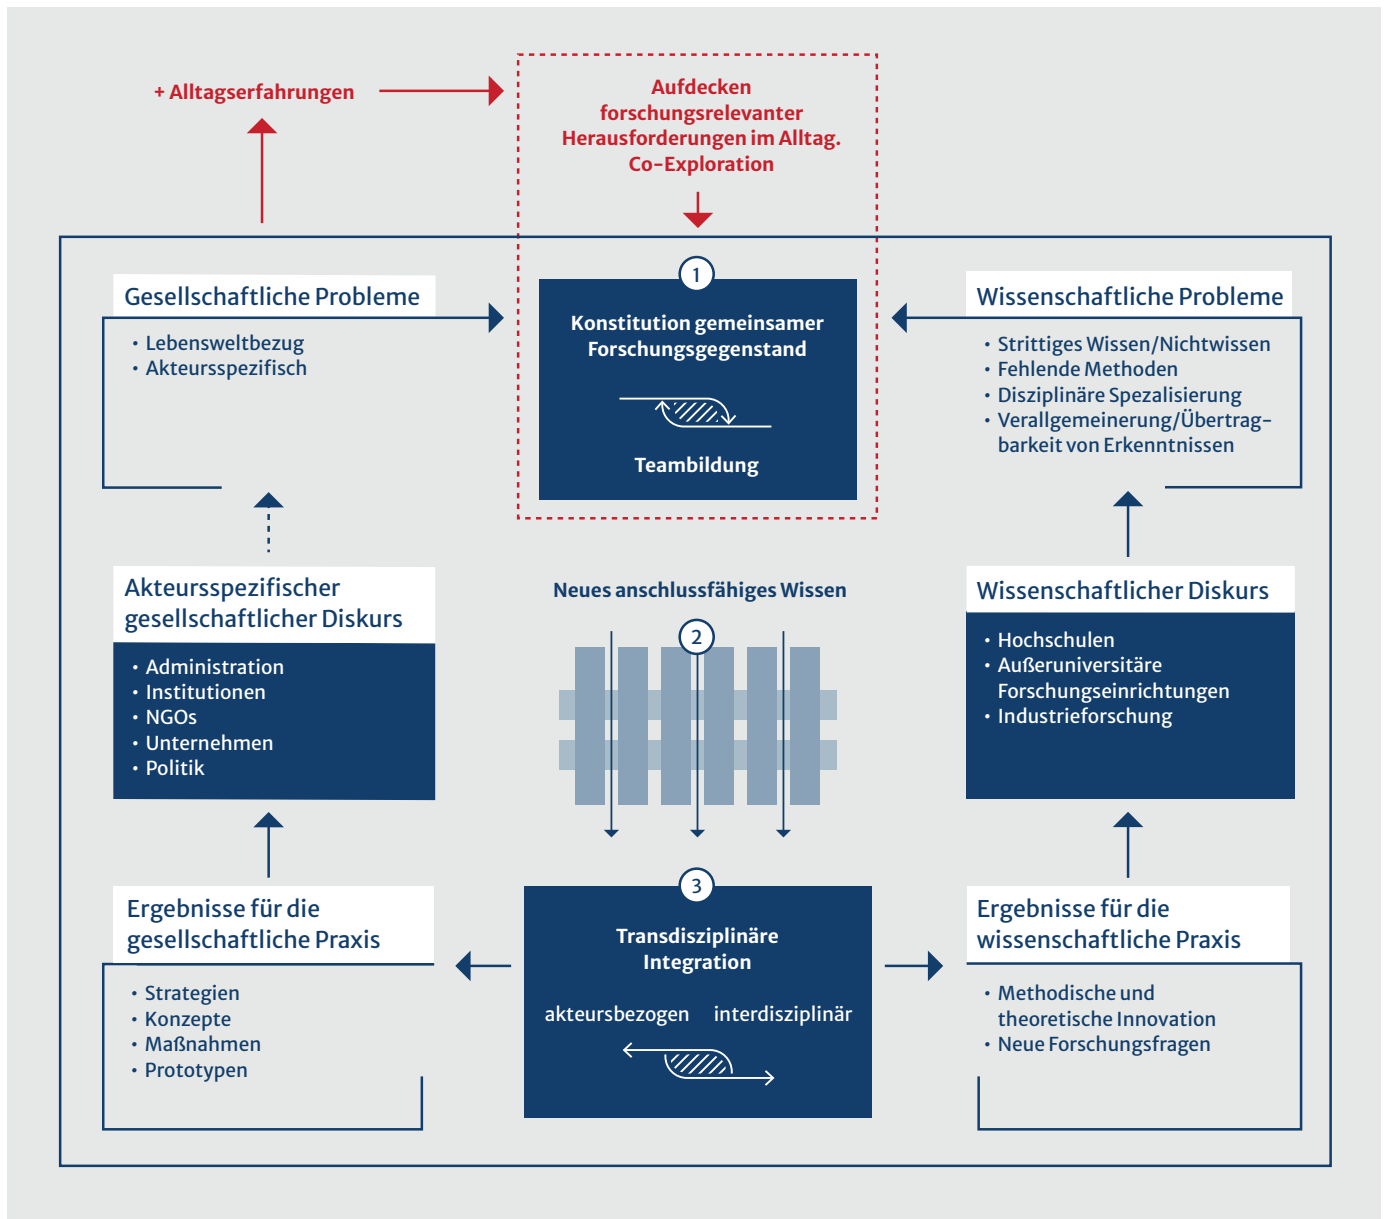 + Alltagserfahrungen
Aufdecken
forschungsrelevanter
Herausforderungen im Alltag.
Co-Exploration
Gesellschaftliche Probleme
• Lebensweltbezug
• Akteursspezifisch
1
Konstitution gemeinsamer
Forschungsgegenstand
Teambildung
Wissenschaftliche Probleme
• Strittiges Wissen/Nichtwissen
• Fehlende Methoden
• Disziplinäre Spezalisierung
• Verallgemeinerung/Übertrag-
barkeit von Erkenntnissen
Akteursspezifischer
gesellschaftlicher Diskurs
• Administration
• Institutionen
• NGOs
• Unternehmen
• Politik
Neues anschlussfähiges Wissen
2
Wissenschaftlicher Diskurs
• Hochschulen
• Außeruniversitäre
Forschungseinrichtungen
• Industrieforschung
Ergebnisse für die
gesellschaftliche Praxis
• Strategien
• Konzepte
• Maßnahmen
• Prototypen
3
Transdisziplinäre
Integration
akteursbezogen interdisziplinär
Ergebnisse für die
wissenschaftliche Praxis
• Methodische und
theoretische Innovation
• Neue Forschungsfragen